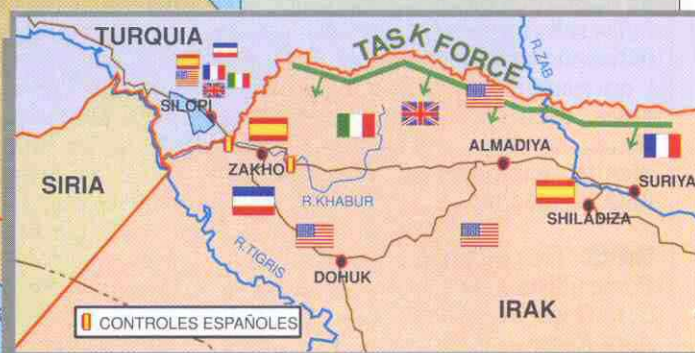 TURQUIA
TASK FORCE
R.ZAB
SILOPI
ZAKHO
ALMADIYA
SIRIA
R.KHABUR
SURIYA
SHILADIZA
R.TIGRIS
DOHUK
IRAK
CONTROLES ESPAÑOLES